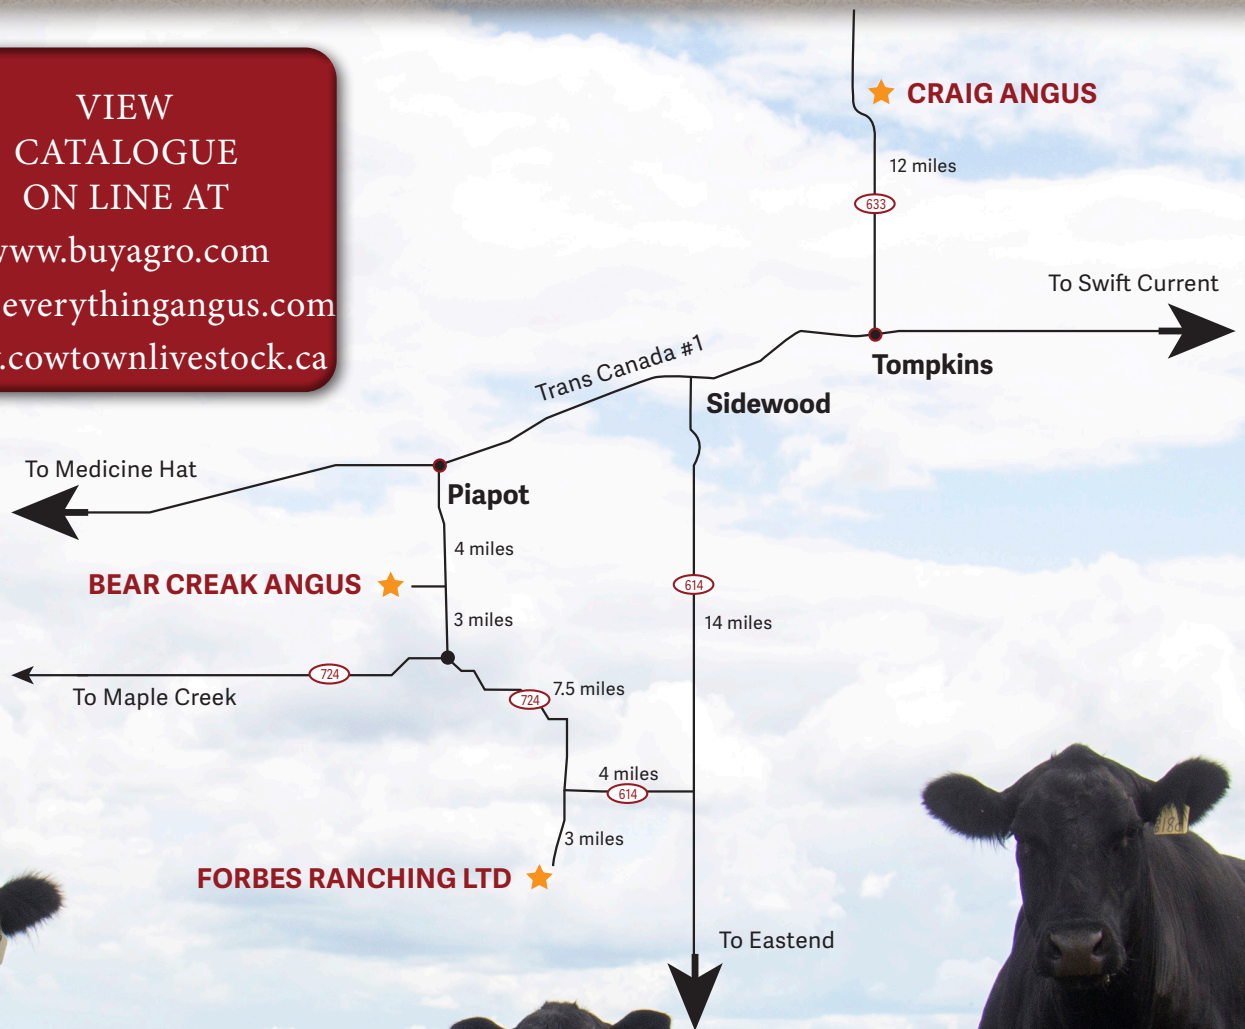 VIEW
CATALOGUE
ON LINE AT
www.buyagro.com
everythingangus.com
.cowtownlivestock.ca
CRAIG ANGUS
12 miles
633
To Swift Current
Trans Canada #1
Tompkins
Sidewood
To Medicine Hat
Piapot
4 miles
BEAR CREAK ANGUS
614
3 miles
14 miles
724
To Maple Creek
7.5 miles
724
4 miles
614
3 miles
FORBES RANCHING LTD
To Eastend